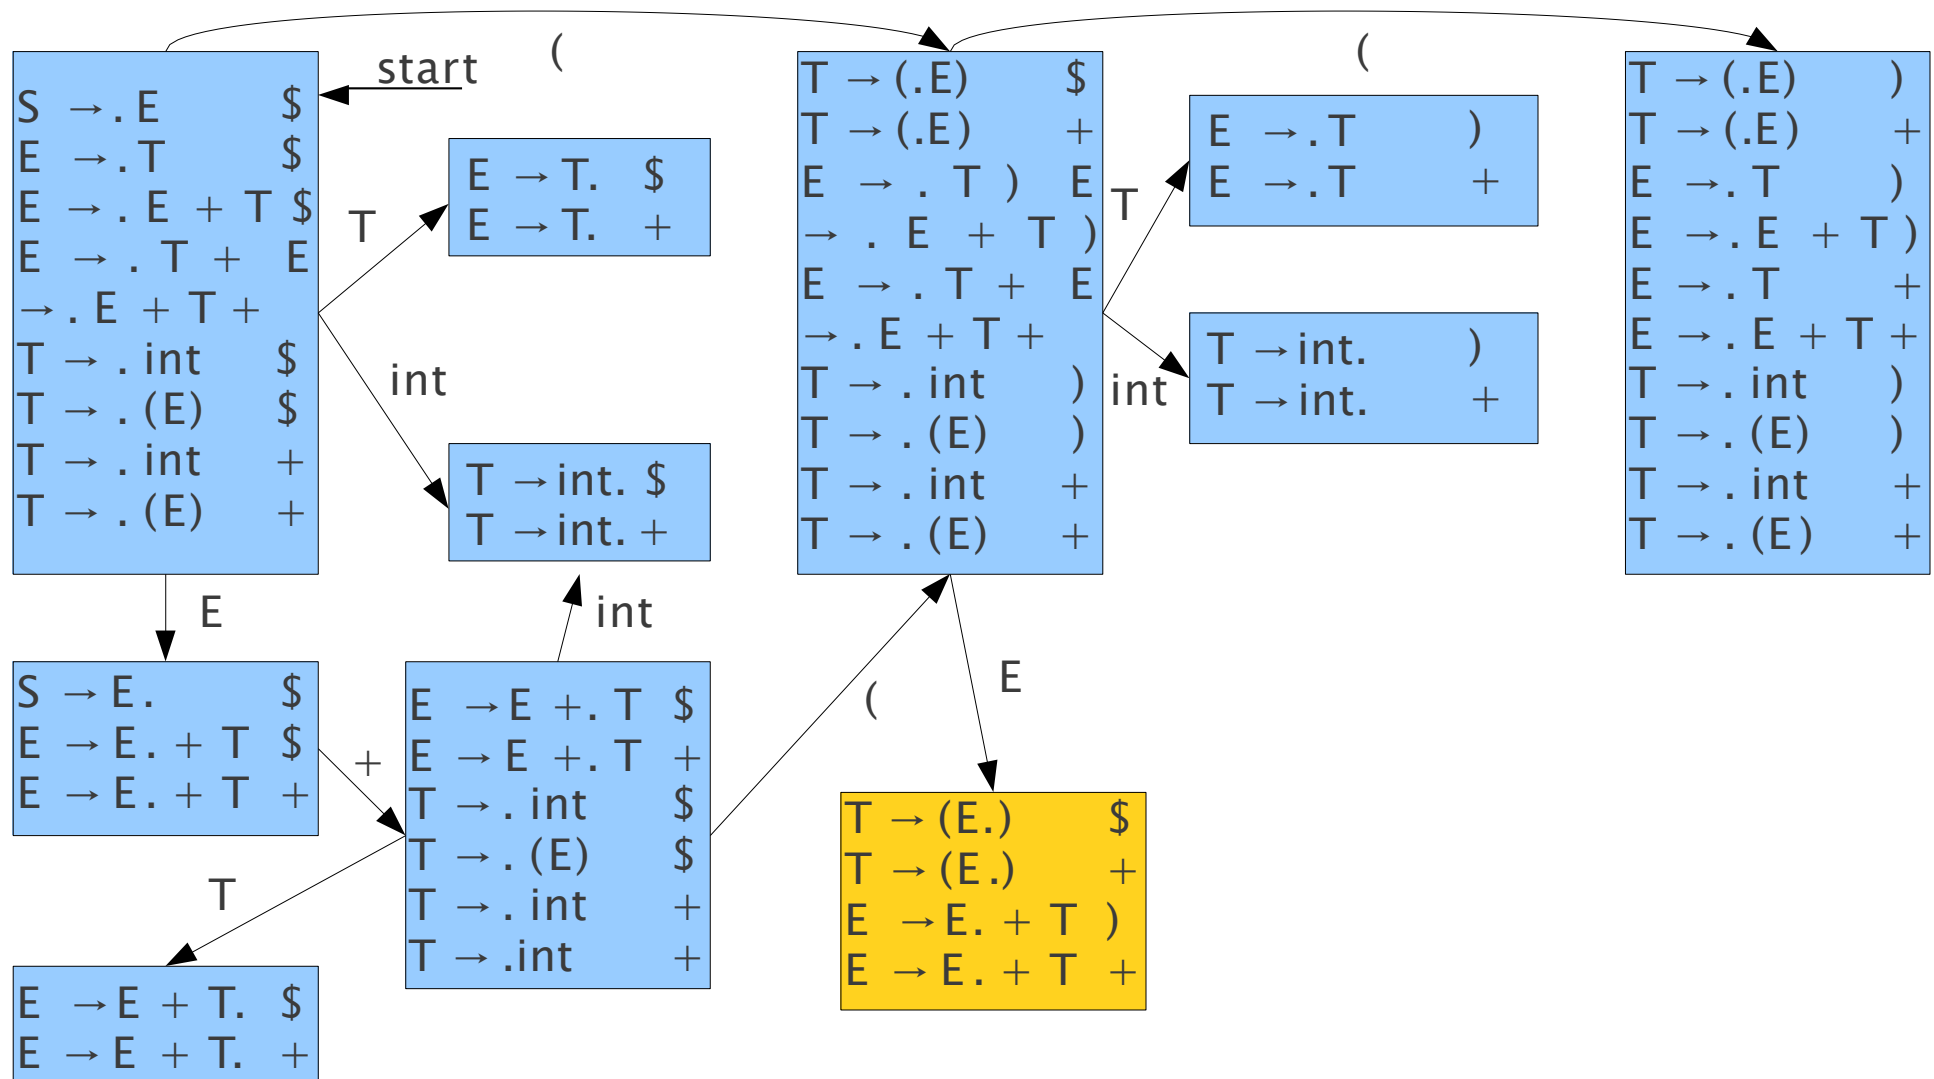 start
(
(
S → . E $
E → . T $
E → . E + T $
E → . T + E
→ . E + T +
T → . int $
T → . (E) $
T → . int +
T → . (E) +
T
E → T. $
E → T. +
int
T → int. $
T → int. +
T → (.E) $
T → (.E) +
E → . T ) E
→ . E + T )
E → . T + E
→ . E + T +
T → . int )
T → . (E) )
T → . int +
T → . (E) +
T
E → . T )
E → . T +
int
T → int. )
T → int. +
T → (.E) )
T → (.E) +
E → . T )
E → . E + T )
E → . T +
E → . E + T +
T → . int )
T → . (E) )
T → . int +
T → . (E) +
E
int
S → E. $
E → E. + T $
E → E. + T +
+
E → E +. T $
E → E +. T +
T → . int $
T → . (E) $
T → . int +
T → .int +
(
E
T → (E.) $
T → (E.) +
E → E. + T )
E → E. + T +
T
E → E + T. $
E → E + T. +